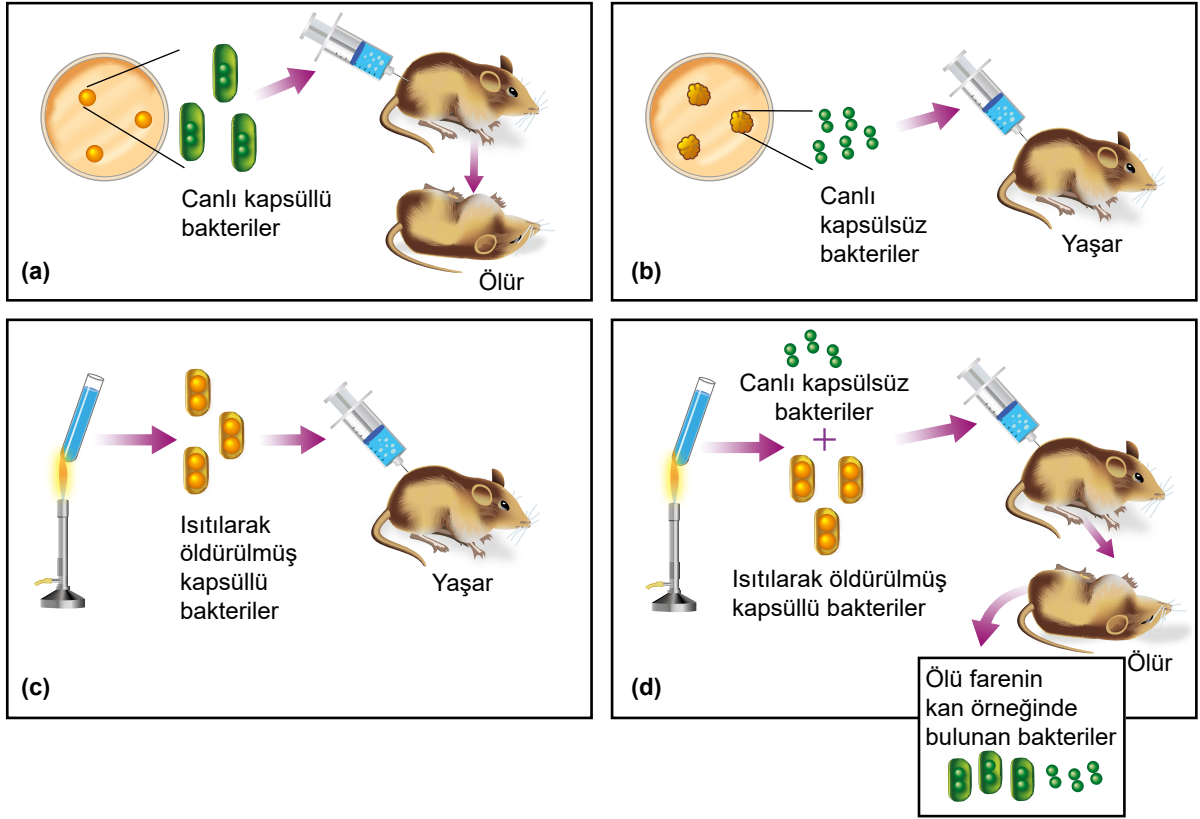 Canlı kapsüllü
bakteriler
Ölür
(a)
Canlı
kapsülsüz
bakteriler
Yaşar
(b)
Isıtılarak
öldürülmüş
kapsüllü
bakteriler
Yaşar
(c)
Canlı kapsülsüz
bakteriler
+
Isıtılarak öldürülmüş
kapsüllü bakteriler
Ölür
(d)
Ölü farenin
kan örneğinde
bulunan bakteriler